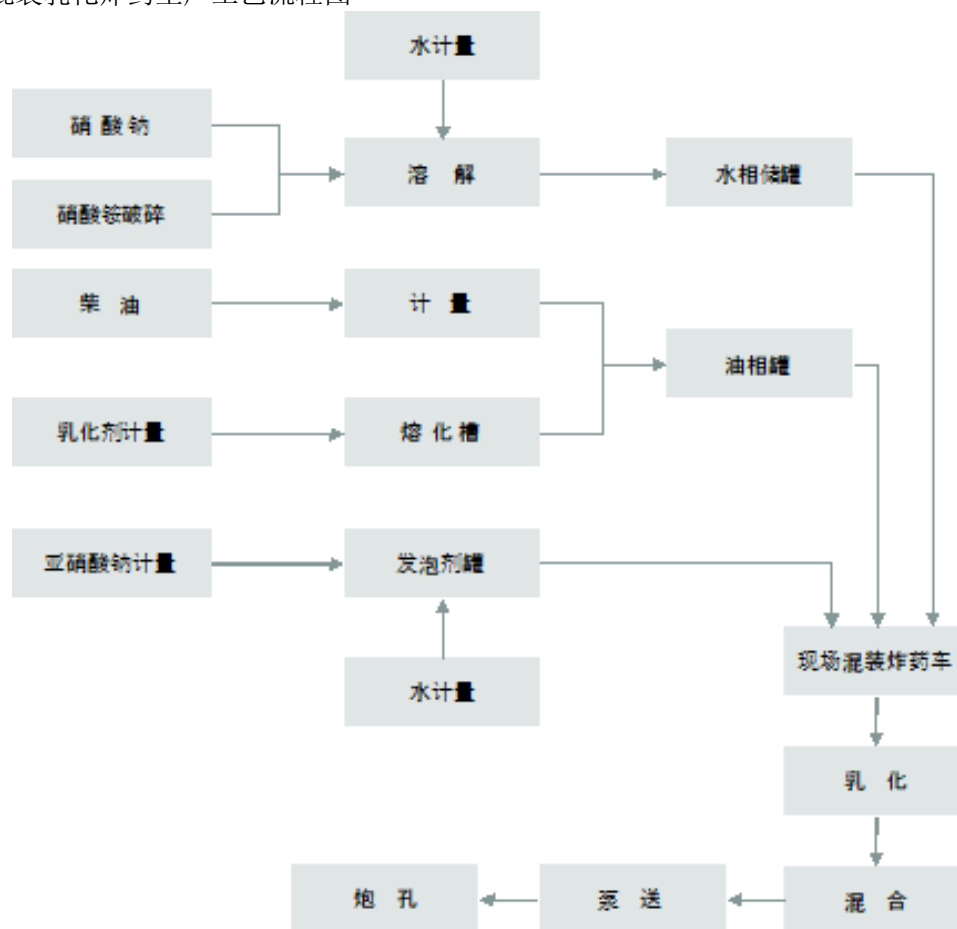 水计量
硝酸钠
溶解
水相储罐
硝酸铵破碎
柴油
计量
油相罐
乳化剂计量
熔化槽
亚硝酸钠计量
发泡剂罐
现场混装炸药车
水计量
乳化
混合
泵送
炮孔